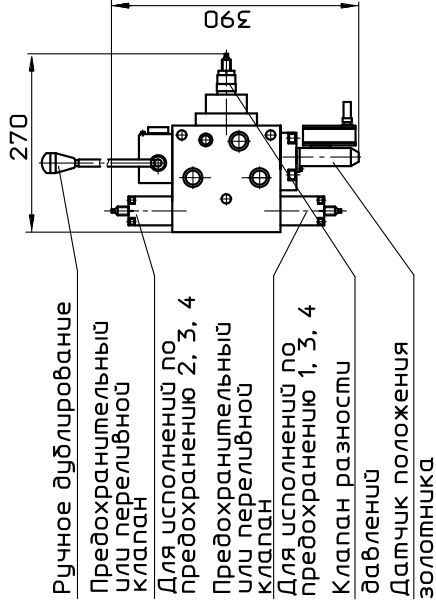 390
270
Ручное дублирование
Предохранительный
или переливной
клапан
Для исполнений по
предохранению 2, 3, 4
Предохранительный
или переливной
клапан
Для исполнений по
предохранению 1, 3, 4
Клапан разности
давлений
Датчик положения
золотника